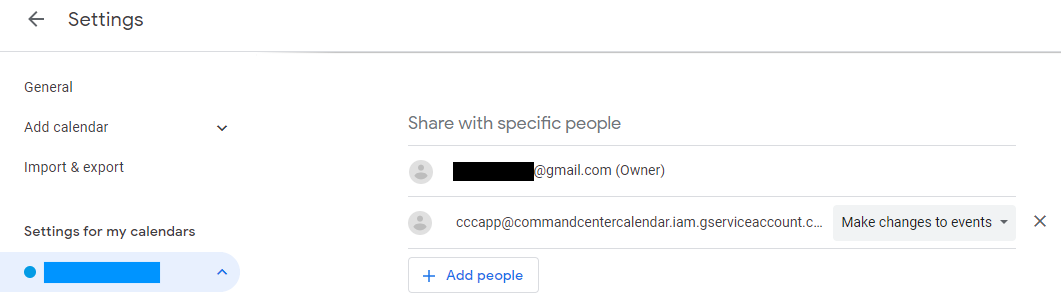 Settings
General
Add calendar
Import & export
Settings for my calendars
Share with specific people
@gmail.com (Owner)
cccapp@commandcentercalendar.iam.gserviceaccount.c... Make changes to events
Add people